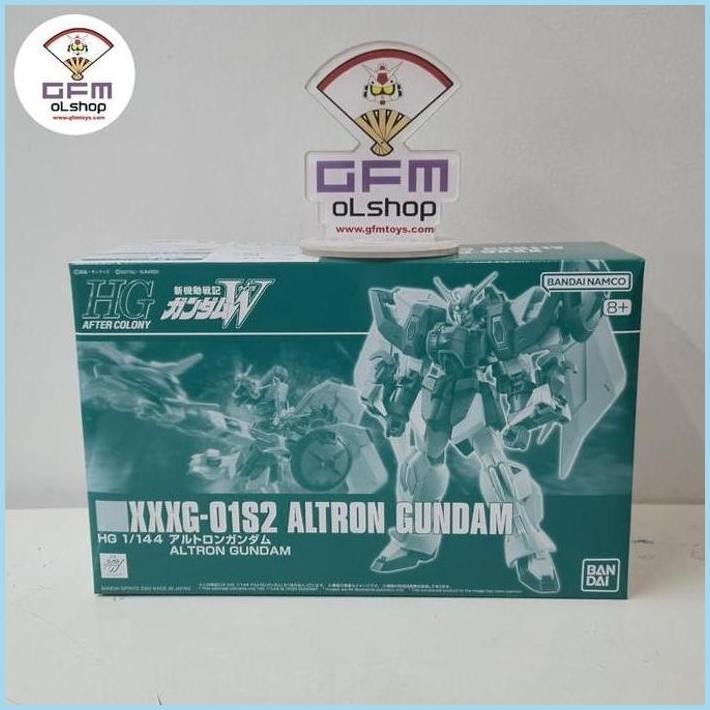 GFM
oLshop
www.gfmtoys.com
GFM
oLshop
www.gfmtoys.com
HG
AFTER COLONY
新機動戦記
ガンダムW
BANDAI NAMCO
8+
XXXG-01S2 ALTRON GUNDAM
HG 1/144 アルトロンガンダム
ALTRON GUNDAM
W
BAN
DAI